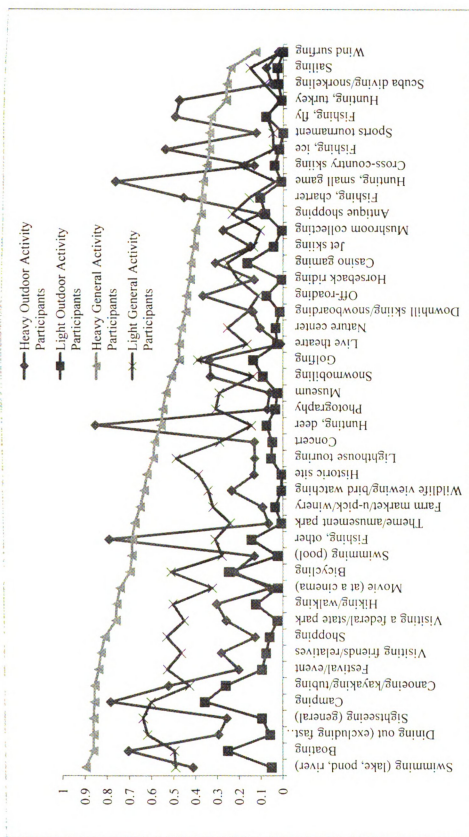 Heavy Outdoor Activity
Participants
Light Outdoor Activity
Participants
Heavy General Activity
Participants
Light General Activity
Participants
1
0.9
0.8
0.7
0.6
0.5
0.4
0.3
0.2
0.1
0
Swimming (lake, pond, river)
Boating
Dining out (excluding fast...
Sightseeing (general)
Camping
Canoeing/kayaking/tubing
Festival/event
Visiting friends/relatives
Shopping
Visiting a federal/state park
Hiking/walking
Movie (at a cinema)
Bicycling
Swimming (pool)
Fishing, other
Theme/amusement park
Farm market/u-pick/winery
Wildlife viewing/bird watching
Historic site
Lighthouse touring
Concert
Hunting, deer
Photography
Museum
Snowmobiling
Golfing
Live theatre
Nature center
Downhill skiing/snowboarding
Off-roading
Horseback riding
Casino gaming
Jet skiing
Mushroom collecting
Antique shopping
Fishing, charter
Hunting, small game
Cross-country skiing
Fishing, ice
Sports tournament
Fishing, fly
Hunting, turkey
Scuba diving/snorkeling
Sailing
Wind surfing